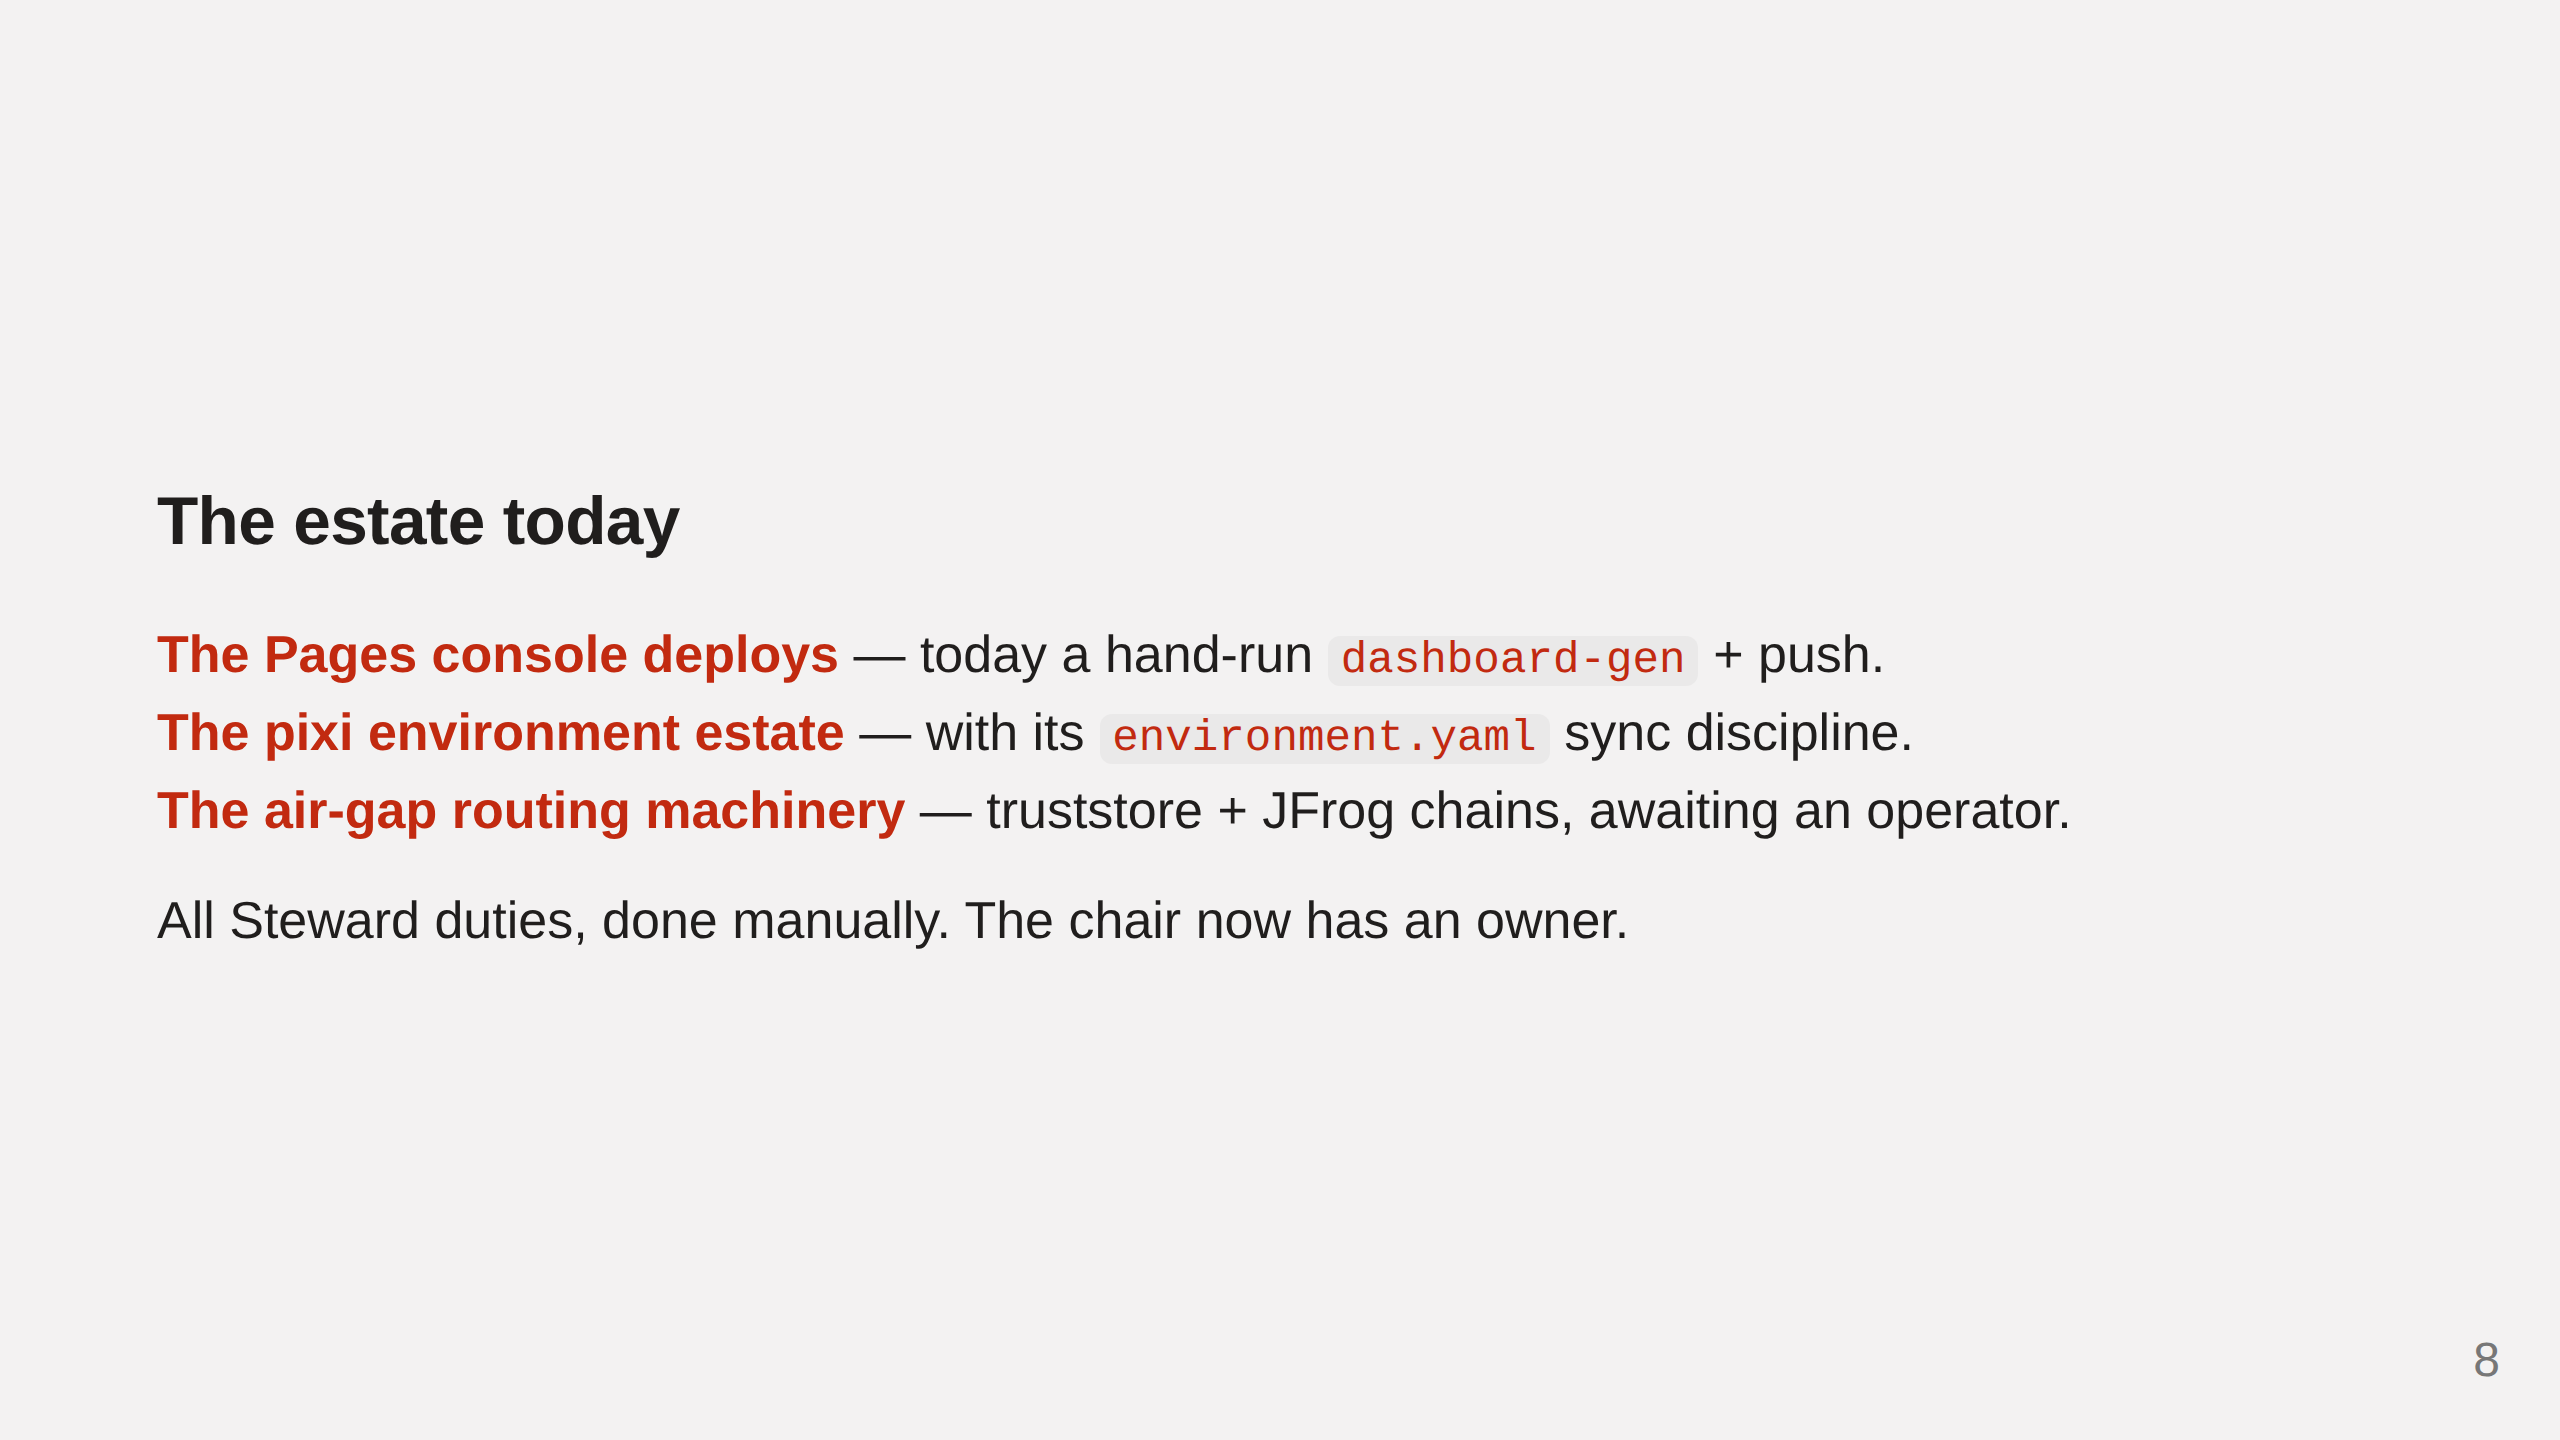 The estate today
The Pages console deploys — today a hand-run dashboard-gen + push.
The pixi environment estate — with its environment.yaml sync discipline.
The air-gap routing machinery — truststore + JFrog chains, awaiting an operator.
All Steward duties, done manually. The chair now has an owner.
8